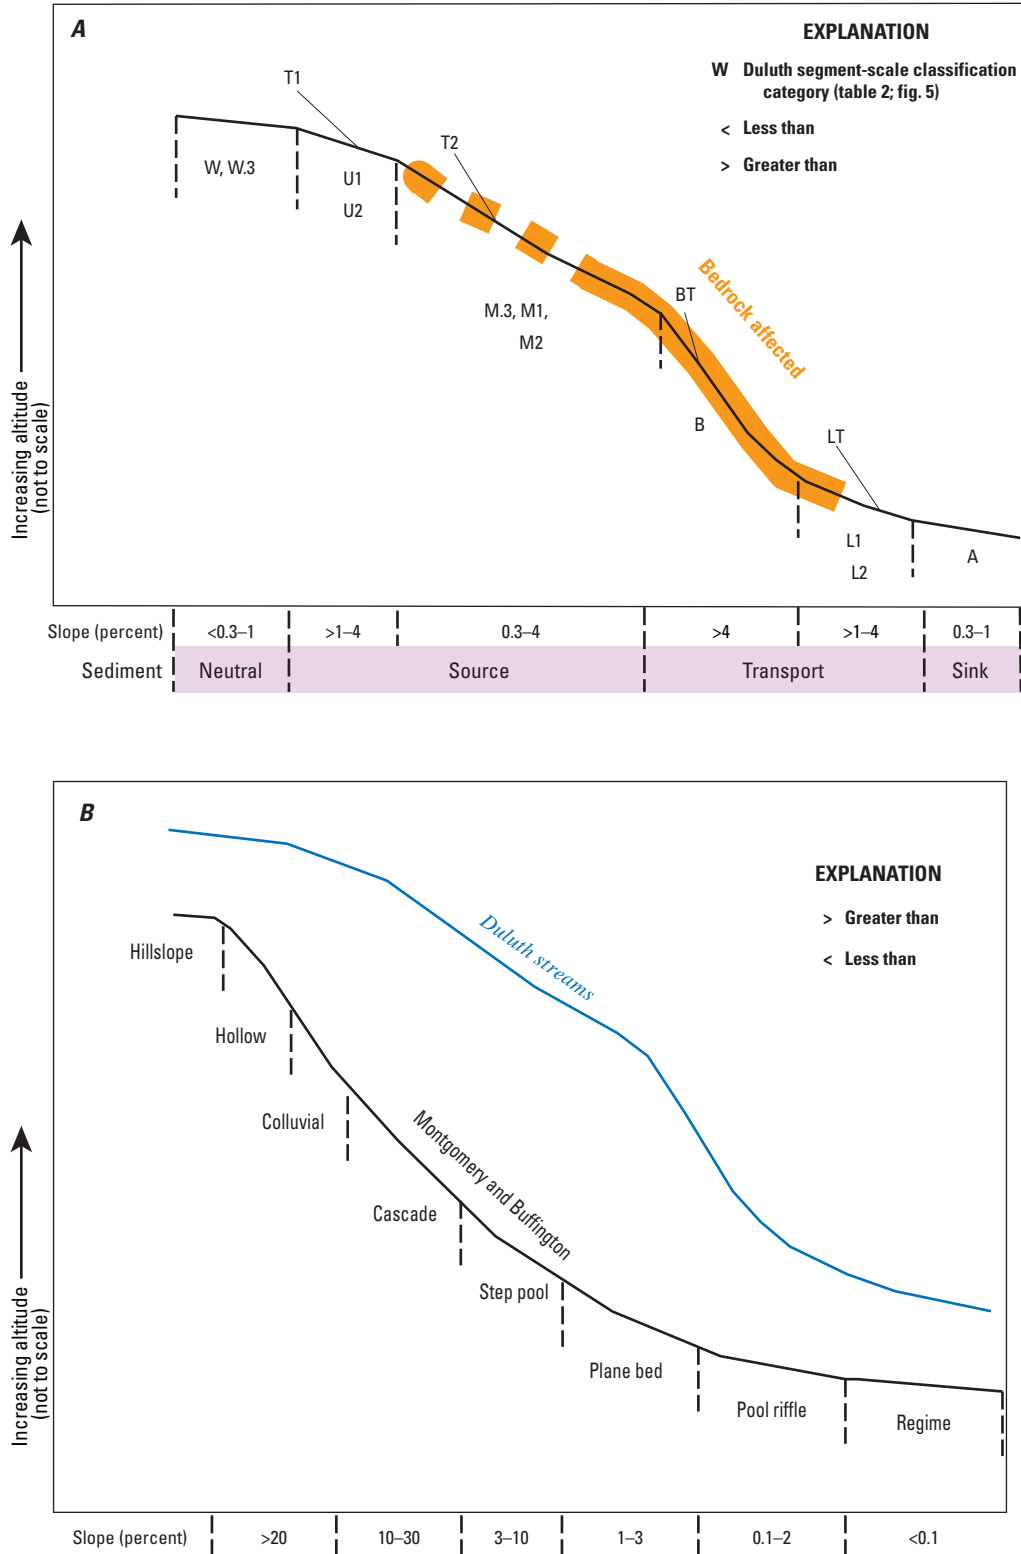 A
EXPLANATION
W Duluth segment-scale classification
category (table 2; fig. 5)
< Less than
> Greater than
T1
T2
W, W.3
U1
U2
M.3, M1,
M2
BT
Bedrock affected
B
LT
L1
L2
A
Increasing altitude
(not to scale)
Slope (percent) <0.3–1 >1–4 0.3–4 >4 >1–4 0.3–1
Sediment Neutral Source Transport Sink
B
EXPLANATION
> Greater than
< Less than
Duluth streams
Hillslope
Hollow
Colluvial
Montgomery and Buffington
Cascade
Step pool
Plane bed
Pool riffle
Regime
Increasing altitude
(not to scale)
Slope (percent) >20 10–30 3–10 1–3 0.1–2 <0.1